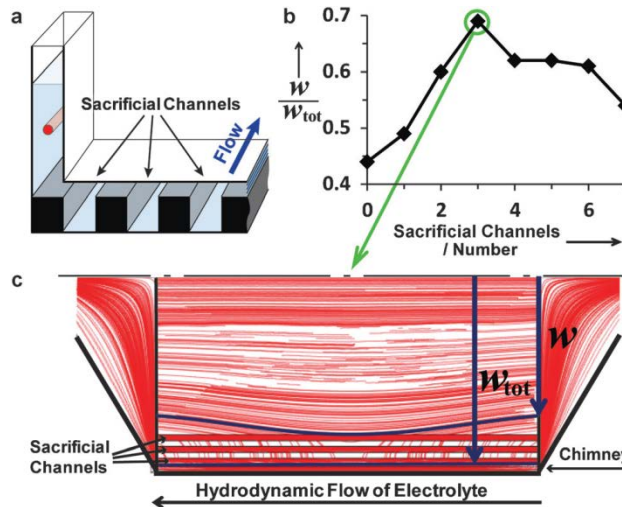 a
Sacrificial Channels
Flow
b
w
w_tot
0.7
0.6
0.5
0.4
0 2 4 6
Sacrificial Channels
/ Number
c
w
w_tot
Sacrificial
Channels
Chimney
Hydrodynamic Flow of Electrolyte